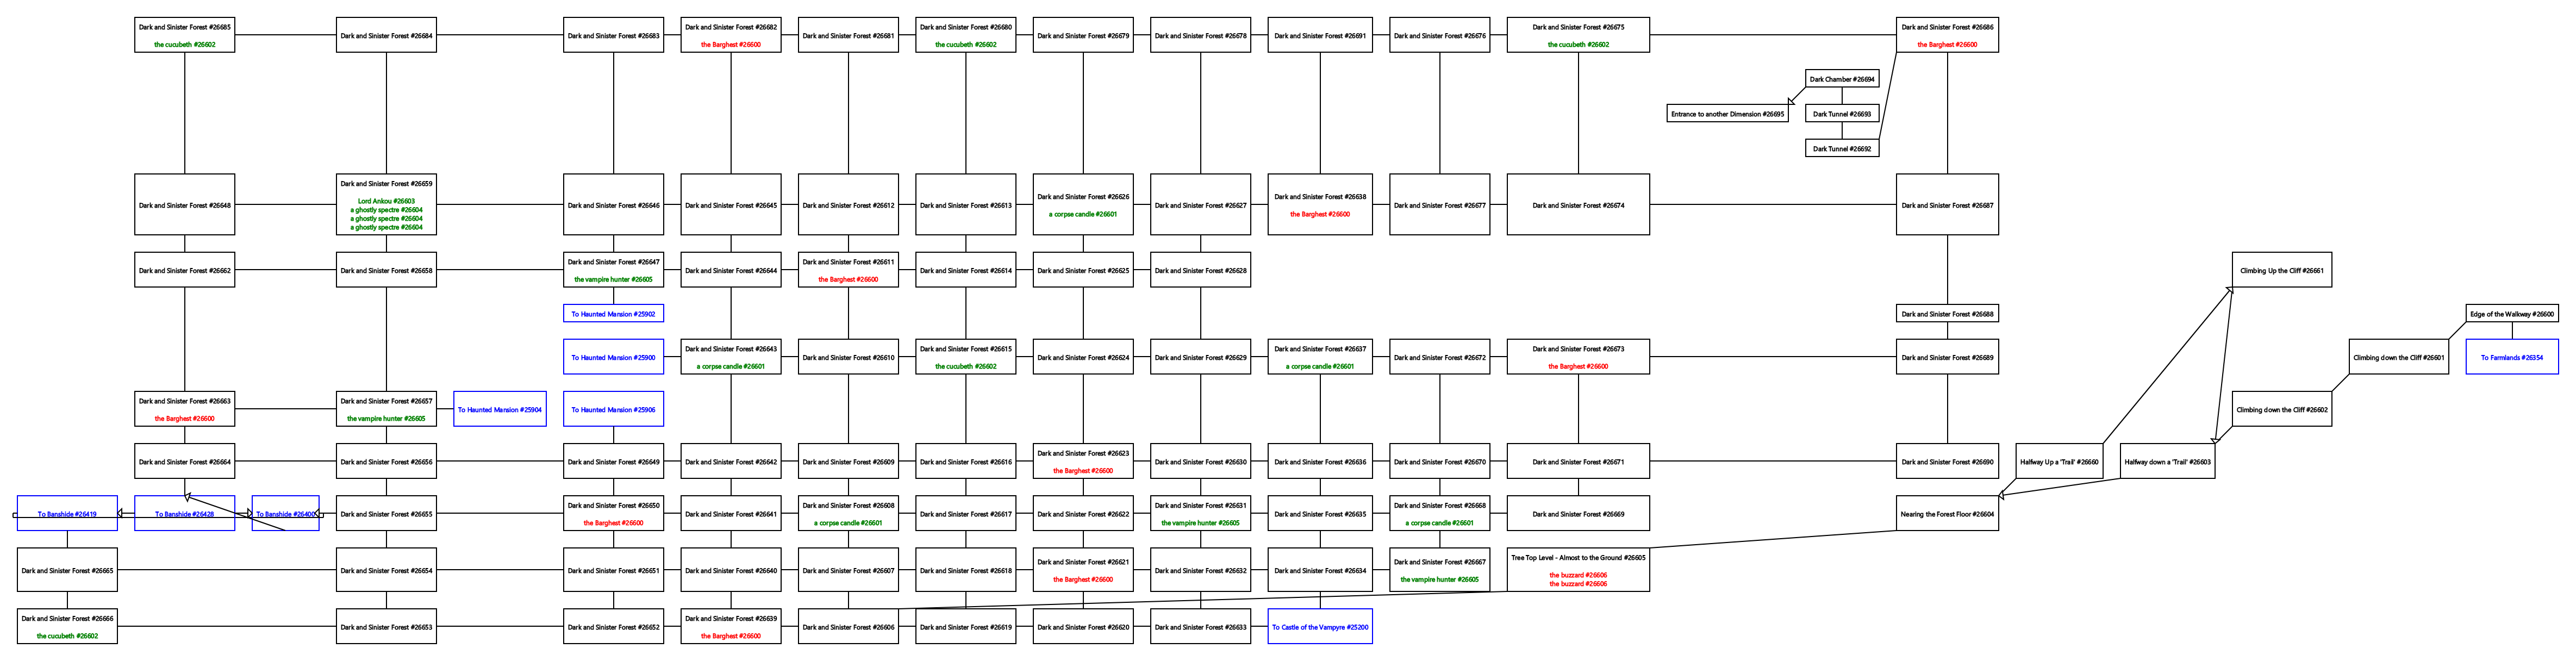 Dark and Sinister Forest #26685
the cucubeth #26602
Dark and Sinister Forest #26684
Dark and Sinister Forest #26683
Dark and Sinister Forest #26682
the Barghest #26600
Dark and Sinister Forest #26681
Dark and Sinister Forest #26680
the cucubeth #26602
Dark and Sinister Forest #26679
Dark and Sinister Forest #26678
Dark and Sinister Forest #26691
Dark and Sinister Forest #26676
Dark and Sinister Forest #26675
the cucubeth #26602
Dark and Sinister Forest #26686
the Barghest #26600
Dark Chamber #26694
Entrance to another Dimension #26695
Dark Tunnel #26693
Dark Tunnel #26692
Dark and Sinister Forest #26648
Dark and Sinister Forest #26659
Lord Ankou #26603
a ghostly spectre #26604
a ghostly spectre #26604
a ghostly spectre #26604
Dark and Sinister Forest #26646
Dark and Sinister Forest #26645
Dark and Sinister Forest #26612
Dark and Sinister Forest #26613
Dark and Sinister Forest #26626
a corpse candle #26601
Dark and Sinister Forest #26627
Dark and Sinister Forest #26638
the Barghest #26600
Dark and Sinister Forest #26677
Dark and Sinister Forest #26674
Dark and Sinister Forest #26687
Dark and Sinister Forest #26662
Dark and Sinister Forest #26658
Dark and Sinister Forest #26647
the vampire hunter #26605
Dark and Sinister Forest #26644
Dark and Sinister Forest #26611
the Barghest #26600
Dark and Sinister Forest #26614
Dark and Sinister Forest #26625
Dark and Sinister Forest #26628
Climbing Up the Cliff #26661
To Haunted Mansion #25902
Dark and Sinister Forest #26688
Edge of the Walkway #26600
To Haunted Mansion #25900
Dark and Sinister Forest #26643
a corpse candle #26601
Dark and Sinister Forest #26610
Dark and Sinister Forest #26615
the cucubeth #26602
Dark and Sinister Forest #26624
Dark and Sinister Forest #26629
Dark and Sinister Forest #26637
a corpse candle #26601
Dark and Sinister Forest #26672
Dark and Sinister Forest #26673
the Barghest #26600
Dark and Sinister Forest #26689
Climbing down the Cliff #26601
To Farmlands #26354
Dark and Sinister Forest #26663
the Barghest #26600
Dark and Sinister Forest #26657
the vampire hunter #26605
To Haunted Mansion #25904
To Haunted Mansion #25906
Climbing down the Cliff #26602
Dark and Sinister Forest #26664
Dark and Sinister Forest #26656
Dark and Sinister Forest #26649
Dark and Sinister Forest #26642
Dark and Sinister Forest #26609
Dark and Sinister Forest #26616
Dark and Sinister Forest #26623
the Barghest #26600
Dark and Sinister Forest #26630
Dark and Sinister Forest #26636
Dark and Sinister Forest #26670
Dark and Sinister Forest #26671
Dark and Sinister Forest #26690
Halfway Up a 'Trail' #26660
Halfway down a 'Trail' #26603
To Banshide #26419
To Banshide #26428
To Banshide #26400
Dark and Sinister Forest #26655
Dark and Sinister Forest #26650
the Barghest #26600
Dark and Sinister Forest #26641
Dark and Sinister Forest #26608
a corpse candle #26601
Dark and Sinister Forest #26617
Dark and Sinister Forest #26622
Dark and Sinister Forest #26631
the vampire hunter #26605
Dark and Sinister Forest #26635
Dark and Sinister Forest #26668
a corpse candle #26601
Dark and Sinister Forest #26669
Nearing the Forest Floor #26604
Dark and Sinister Forest #26665
Dark and Sinister Forest #26654
Dark and Sinister Forest #26651
Dark and Sinister Forest #26640
Dark and Sinister Forest #26607
Dark and Sinister Forest #26618
Dark and Sinister Forest #26621
the Barghest #26600
Dark and Sinister Forest #26632
Dark and Sinister Forest #26634
Dark and Sinister Forest #26667
the vampire hunter #26605
Tree Top Level - Almost to the Ground #26605
the buzzard #26606
the buzzard #26606
Dark and Sinister Forest #26666
the cucubeth #26602
Dark and Sinister Forest #26653
Dark and Sinister Forest #26652
Dark and Sinister Forest #26639
the Barghest #26600
Dark and Sinister Forest #26606
Dark and Sinister Forest #26619
Dark and Sinister Forest #26620
Dark and Sinister Forest #26633
To Castle of the Vampyre #25200